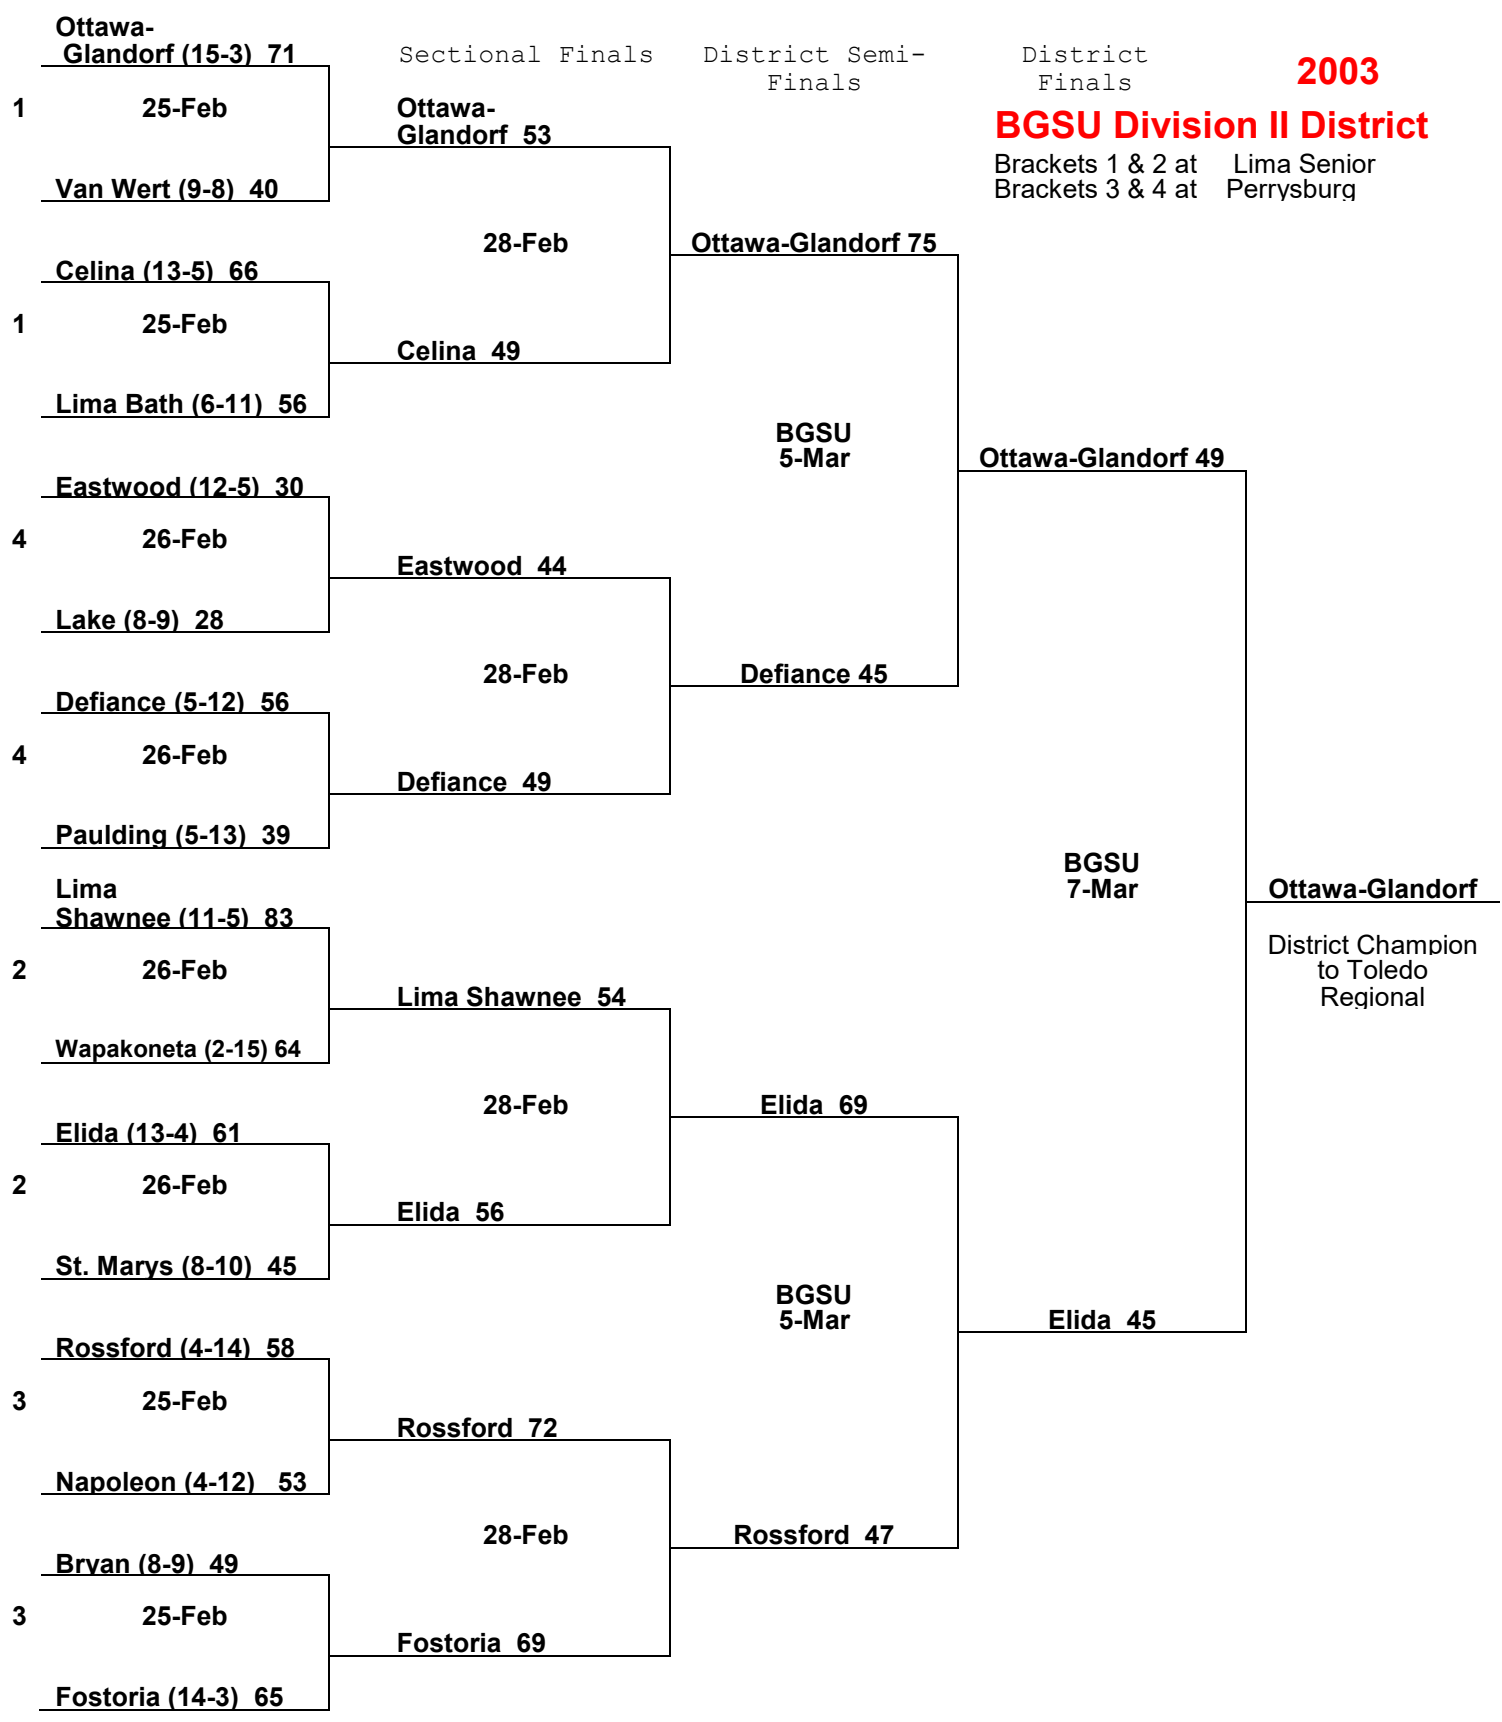 Ottawa-
Glandorf (15-3) 71
Sectional Finals
District Semi-
Finals
District
Finals
2003
BGSU Division II District
Brackets 1 & 2 at Lima Senior
Brackets 3 & 4 at Perrysburg
1 25-Feb
Ottawa-
Glandorf 53
Van Wert (9-8) 40
28-Feb
Ottawa-Glandorf 75
Celina (13-5) 66
1 25-Feb
Celina 49
Lima Bath (6-11) 56
BGSU
5-Mar
Ottawa-Glandorf 49
Eastwood (12-5) 30
4 26-Feb
Eastwood 44
Lake (8-9) 28
28-Feb
Defiance 45
Defiance (5-12) 56
4 26-Feb
Defiance 49
Paulding (5-13) 39
BGSU
7-Mar
Ottawa-Glandorf
District Champion
to Toledo
Regional
Lima
Shawnee (11-5) 83
2 26-Feb
Lima Shawnee 54
Wapakoneta (2-15) 64
28-Feb
Elida 69
Elida (13-4) 61
2 26-Feb
Elida 56
St. Marys (8-10) 45
BGSU
5-Mar
Elida 45
Rossford (4-14) 58
3 25-Feb
Rossford 72
Napoleon (4-12) 53
28-Feb
Rossford 47
Bryan (8-9) 49
3 25-Feb
Fostoria 69
Fostoria (14-3) 65